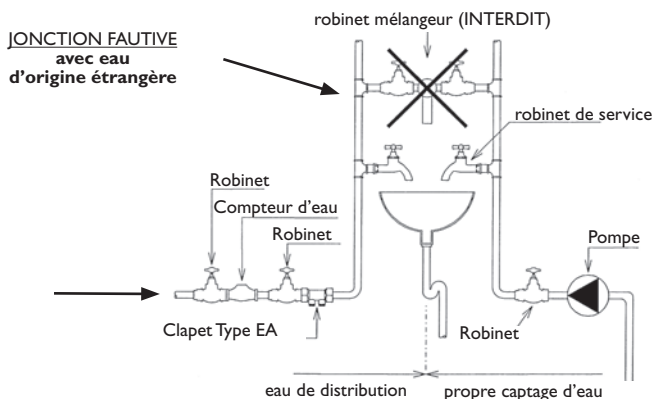 robinet mélangeur (INTERDIT)
JONCTION FAUTIVE
avec eau
d'origine étrangère
robinet de service
Robinet
Compteur d'eau
Robinet
Pompe
Clapet Type EA
Robinet
eau de distribution
propre captage d'eau